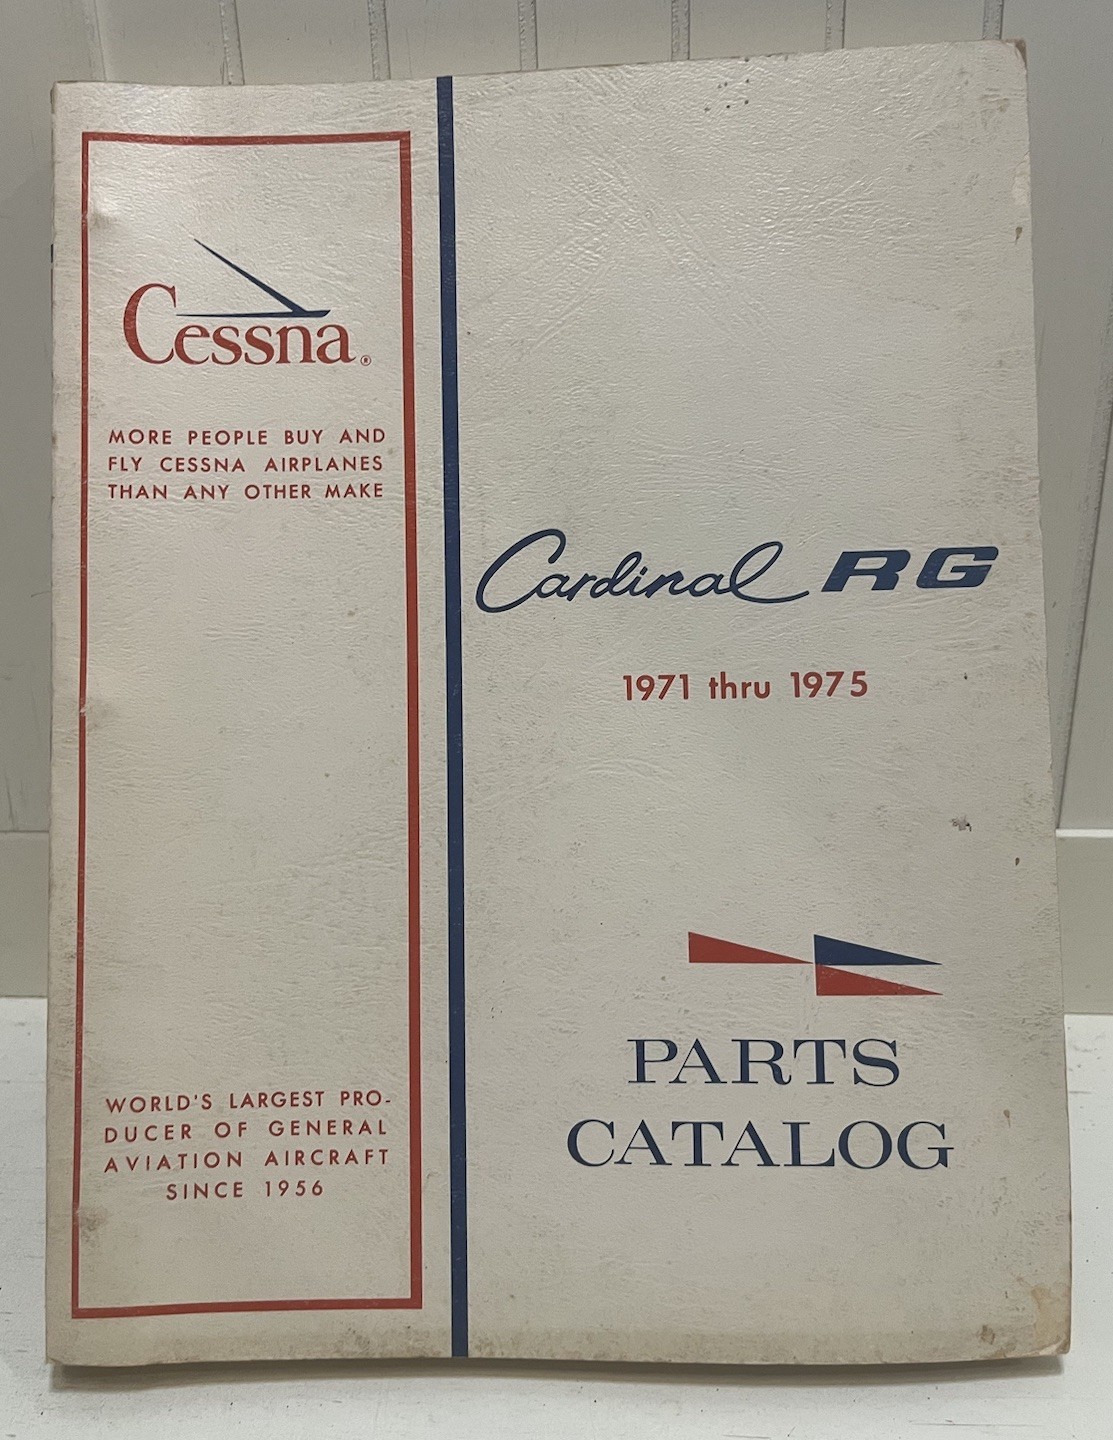 Cessna®
MORE PEOPLE BUY AND
FLY CESSNA AIRPLANES
THAN ANY OTHER MAKE
WORLD'S LARGEST PRO-
DUCER OF GENERAL
AVIATION AIRCRAFT
SINCE 1956
Cardinal RG
1971 thru 1975
PARTS
CATALOG